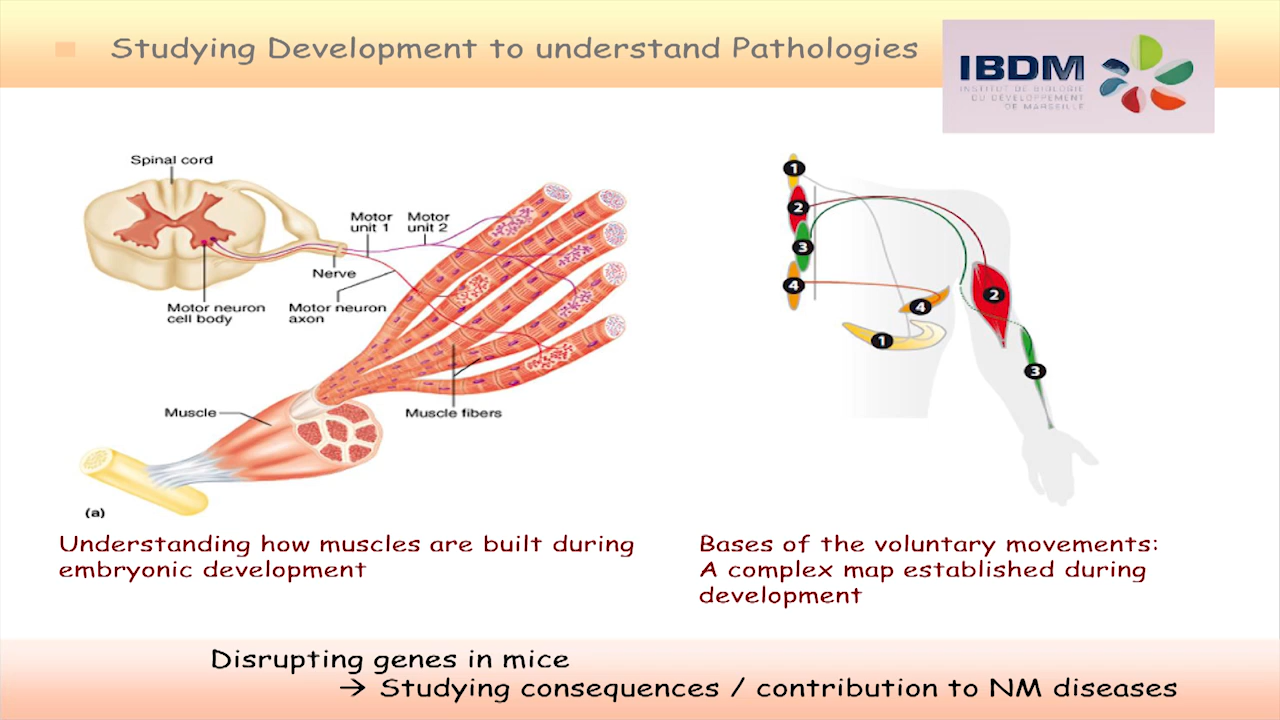 Studying Development to understand Pathologies
IBDM
INSTITUT DE BIOLOGIE
DU DEVELOPPEMENT
DE MARSEILLE
Spinal cord
Motor
unit 1
Motor
unit 2
Nerve
Motor neuron
cell body
Motor neuron
axon
Muscle
Muscle fibers
(a)
1
2
3
4
4
1
2
3
Understanding how muscles are built during
embryonic development
Bases of the voluntary movements:
A complex map established during
development
Disrupting genes in mice
→ Studying consequences / contribution to NM diseases